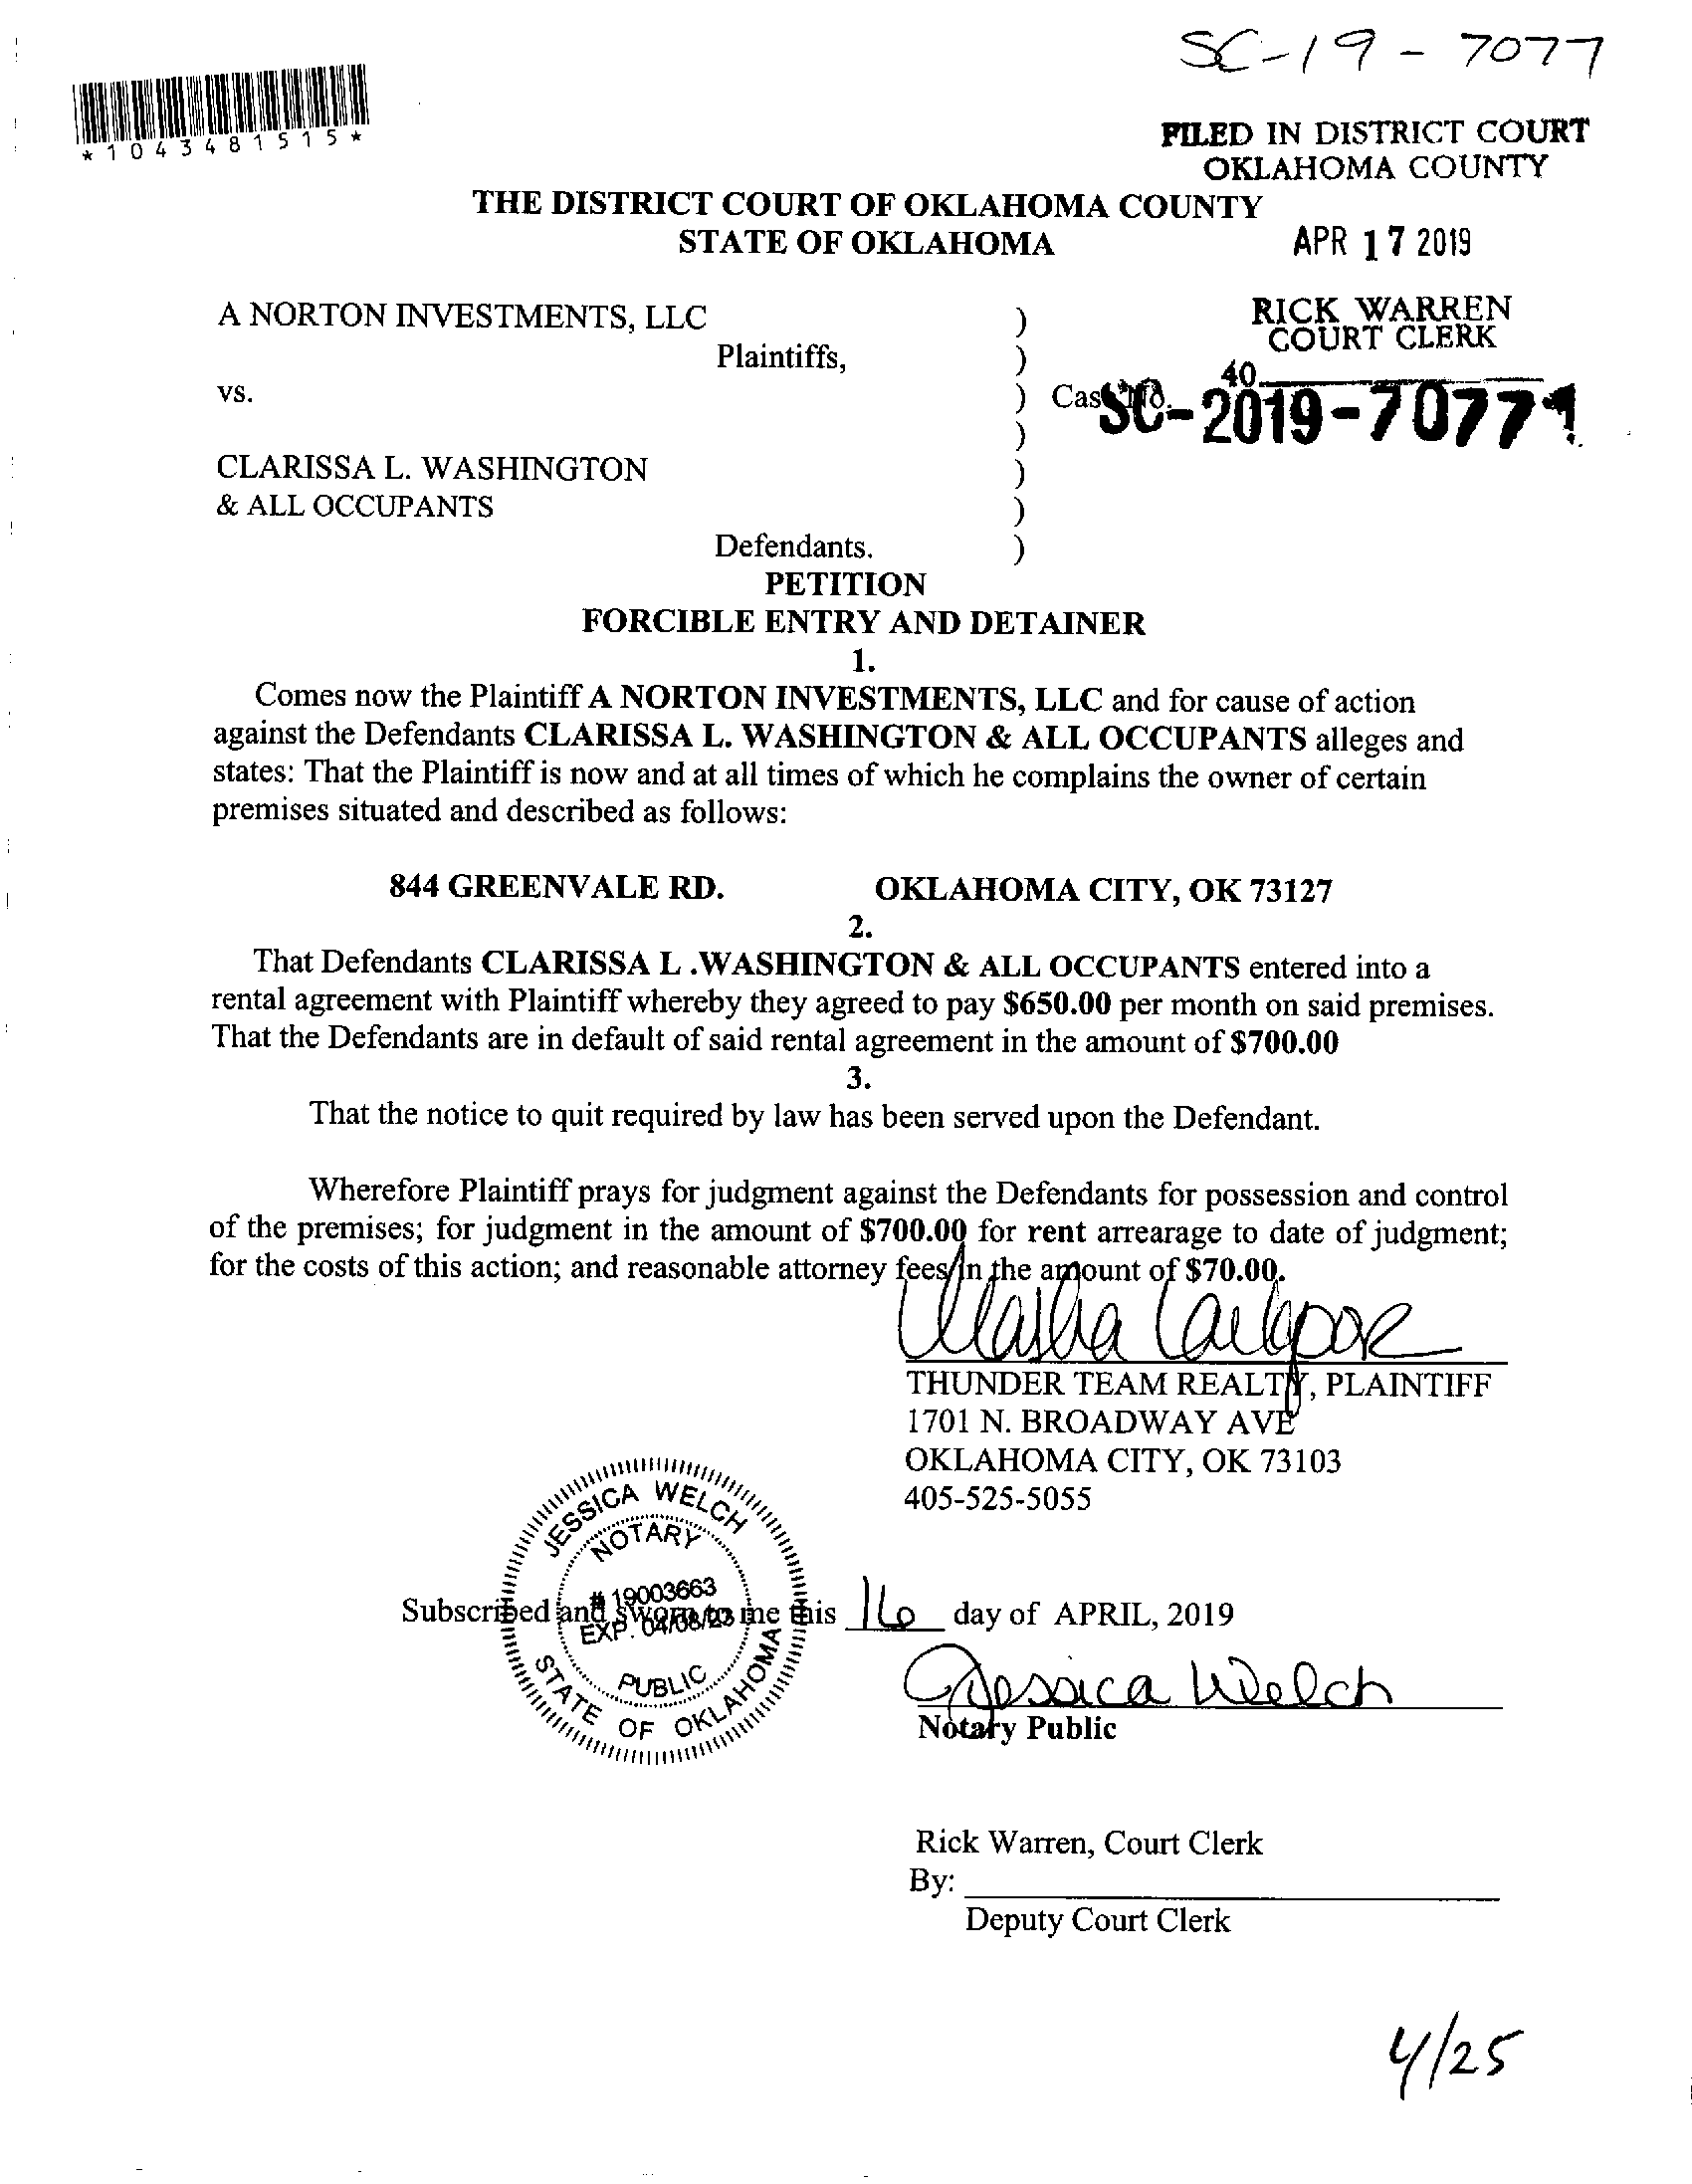 SC-19-7077
*1043481515*
FILED IN DISTRICT COURT
OKLAHOMA COUNTY
THE DISTRICT COURT OF OKLAHOMA COUNTY
STATE OF OKLAHOMA
APR 17 2019
A NORTON INVESTMENTS, LLC )
RICK WARREN
COURT CLERK
Plaintiffs, )
40
vs. ) Case No.
SC-2019-7077
)
CLARISSA L. WASHINGTON )
& ALL OCCUPANTS )
Defendants. )
PETITION
FORCIBLE ENTRY AND DETAINER
1.
Comes now the Plaintiff A NORTON INVESTMENTS, LLC and for cause of action
against the Defendants CLARISSA L. WASHINGTON & ALL OCCUPANTS alleges and
states: That the Plaintiff is now and at all times of which he complains the owner of certain
premises situated and described as follows:
844 GREENVALE RD. OKLAHOMA CITY, OK 73127
2.
That Defendants CLARISSA L .WASHINGTON & ALL OCCUPANTS entered into a
rental agreement with Plaintiff whereby they agreed to pay $650.00 per month on said premises.
That the Defendants are in default of said rental agreement in the amount of $700.00
3.
That the notice to quit required by law has been served upon the Defendant.
Wherefore Plaintiff prays for judgment against the Defendants for possession and control
of the premises; for judgment in the amount of $700.00 for rent arrearage to date of judgment;
for the costs of this action; and reasonable attorney fees in the amount of $70.00.
THUNDER TEAM REALTY, PLAINTIFF
1701 N. BROADWAY AVE
OKLAHOMA CITY, OK 73103
405-525-5055
JESSICA WELCH
NOTARY
# 19003663
EXP. 04/08/23
PUBLIC
STATE OF OKLAHOMA
Subscribed and sworn to me this 16 day of APRIL, 2019
Jessica Welch
Notary Public
Rick Warren, Court Clerk
By:
Deputy Court Clerk
4/25